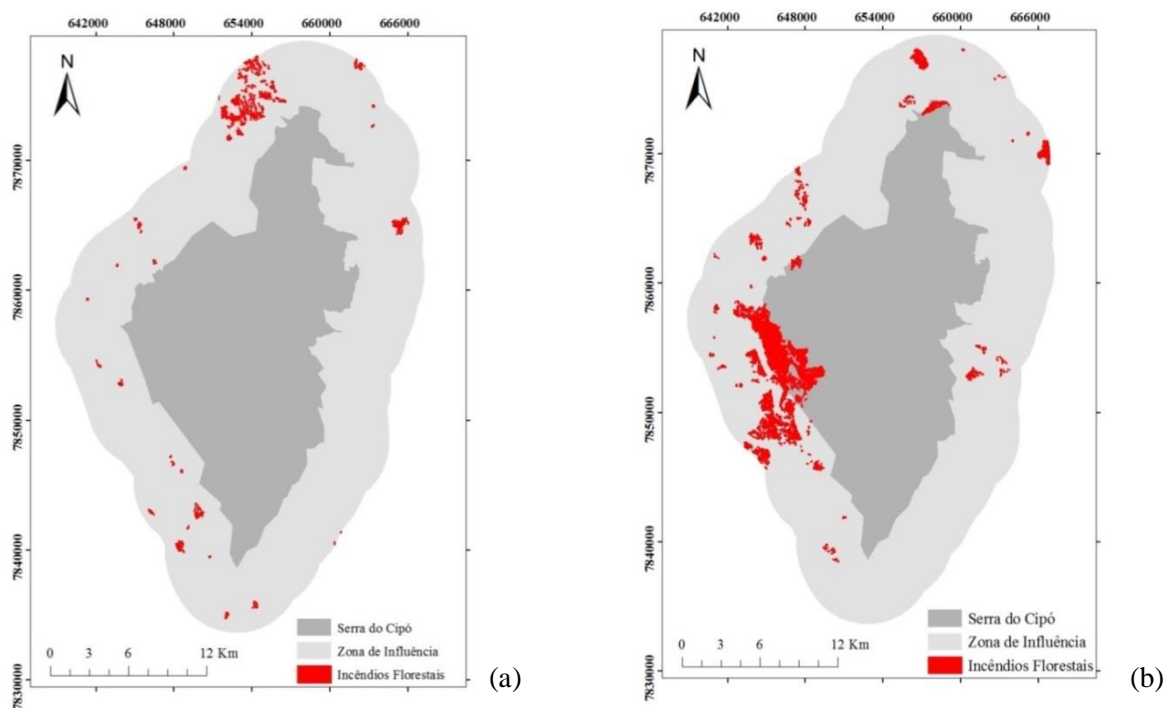 642000 648000 654000 660000 666000
N
7870000
7860000
7850000
7840000
7830000
Serra do Cipó
Zona de Influência
Incêndios Florestais
0 3 6 12 Km
(a)
642000 648000 654000 660000 666000
N
7870000
7860000
7850000
7840000
7830000
Serra do Cipó
Zona de Influência
Incêndios Florestais
0 3 6 12 Km
(b)